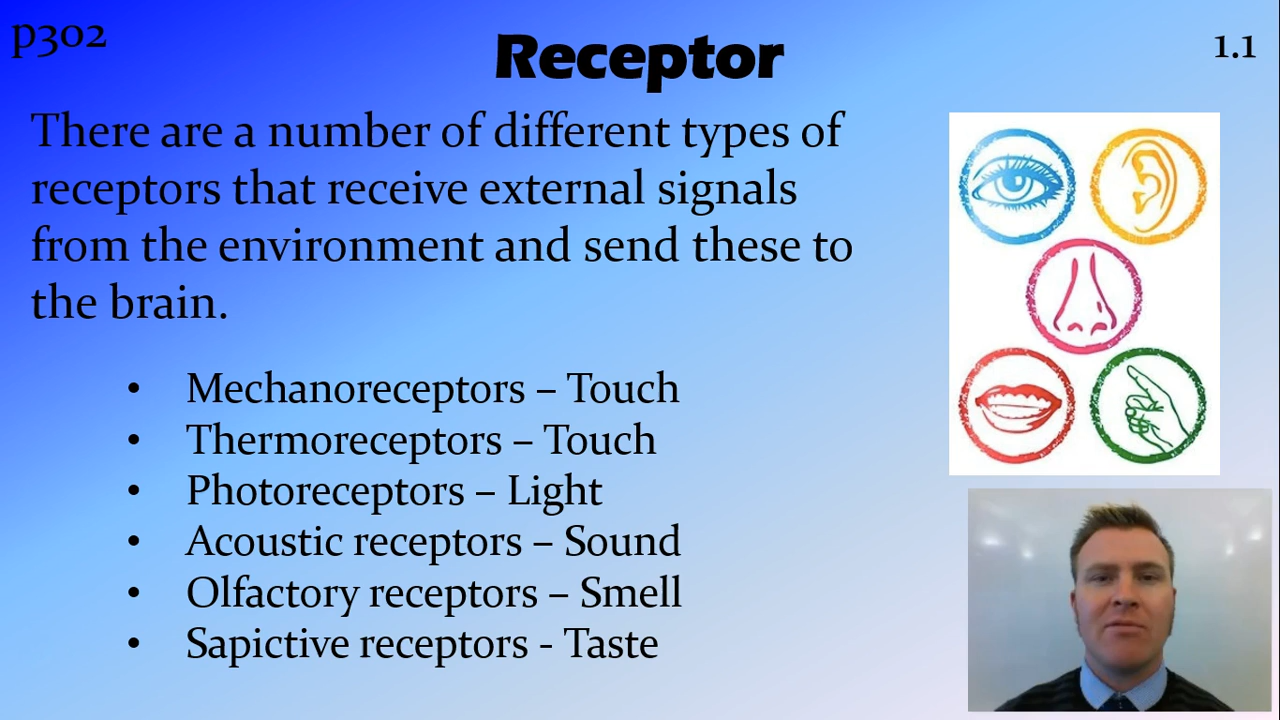 p302
Receptor
1.1
There are a number of different types of
receptors that receive external signals
from the environment and send these to
the brain.
• Mechanoreceptors – Touch
• Thermoreceptors – Touch
• Photoreceptors – Light
• Acoustic receptors – Sound
• Olfactory receptors – Smell
• Sapictive receptors - Taste